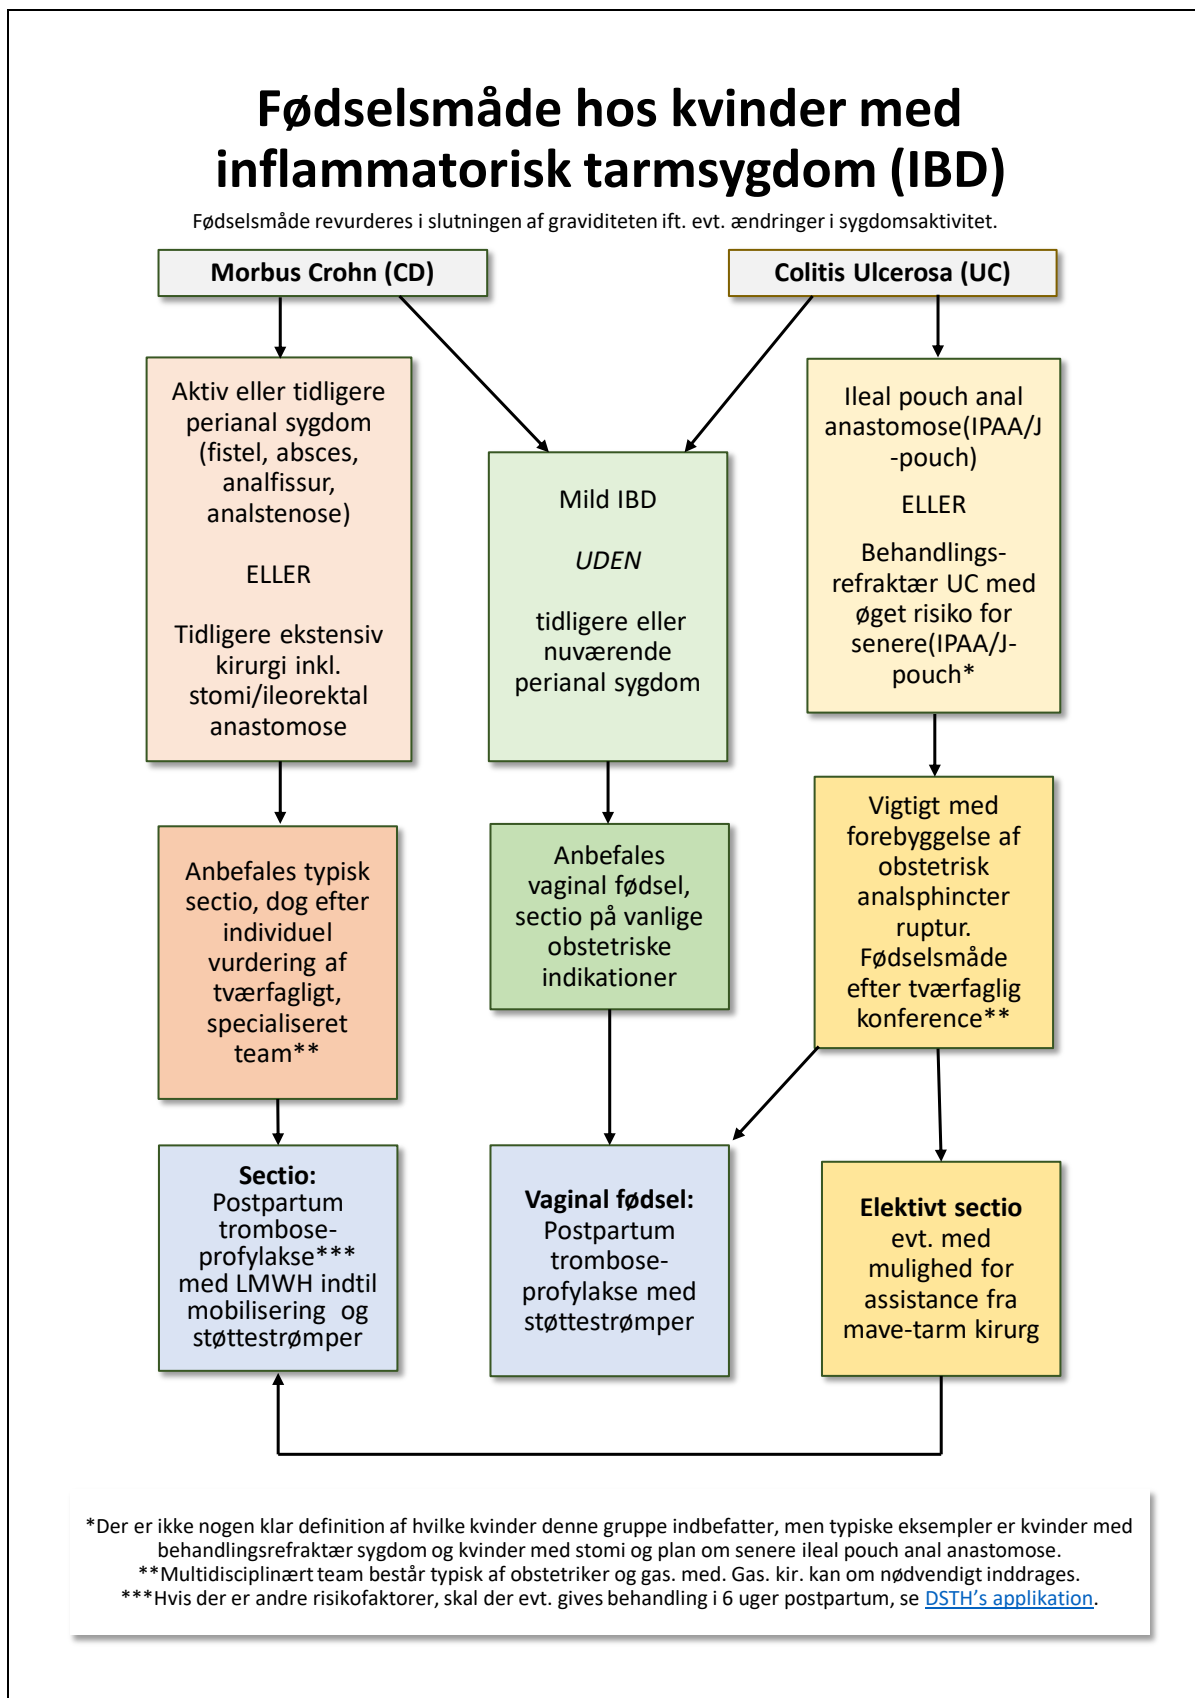 Fødselsmåde hos kvinder med
inflammatorisk tarmsygdom (IBD)
Fødselsmåde revurderes i slutningen af graviditeten ift. evt. ændringer i sygdomsaktivitet.
Morbus Crohn (CD)
Colitis Ulcerosa (UC)
Aktiv eller tidligere
perianal sygdom
(fistel, absces,
analfissur,
analstenose)
ELLER
Tidligere ekstensiv
kirurgi inkl.
stomi/ileorektal
anastomose
Mild IBD
UDEN
tidligere eller
nuværende
perianal sygdom
Ileal pouch anal
anastomose(IPAA/J
-pouch)
ELLER
Behandlings-
refraktær UC med
øget risiko for
senere(IPAA/J-
pouch*
Anbefales typisk
sectio, dog efter
individuel
vurdering af
tværfagligt,
specialiseret
team**
Anbefales
vaginal fødsel,
sectio på vanlige
obstetriske
indikationer
Vigtigt med
forebyggelse af
obstetrisk
analsphincter
ruptur.
Fødselsmåde
efter tværfaglig
konference**
Sectio:
Postpartum
trombose-
profylakse***
med LMWH indtil
mobilisering og
støttestrømper
Vaginal fødsel:
Postpartum
trombose-
profylakse med
støttestrømper
Elektivt sectio
evt. med
mulighed for
assistance fra
mave-tarm kirurg
*Der er ikke nogen klar definition af hvilke kvinder denne gruppe indbefatter, men typiske eksempler er kvinder med
behandlingsrefraktær sygdom og kvinder med stomi og plan om senere ileal pouch anal anastomose.
**Multidisciplinært team består typisk af obstetriker og gas. med. Gas. kir. kan om nødvendigt inddrages.
***Hvis der er andre risikofaktorer, skal der evt. gives behandling i 6 uger postpartum, se DSTH’s applikation.